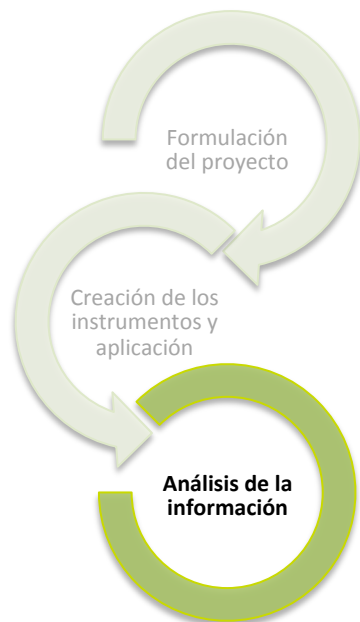 Formulación
del proyecto
Creación de los
instrumentos y
aplicación
Análisis de la
información